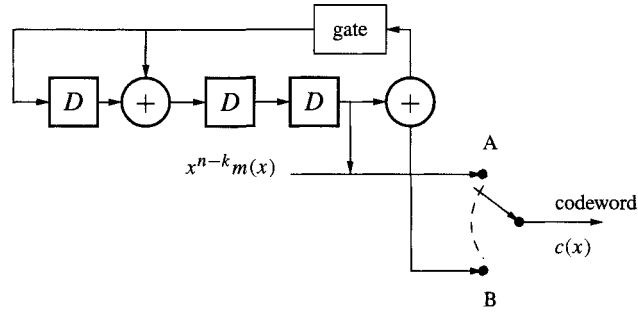 gate
D + D D +
A
x^{n-k}m(x)
codeword
c(x)
B